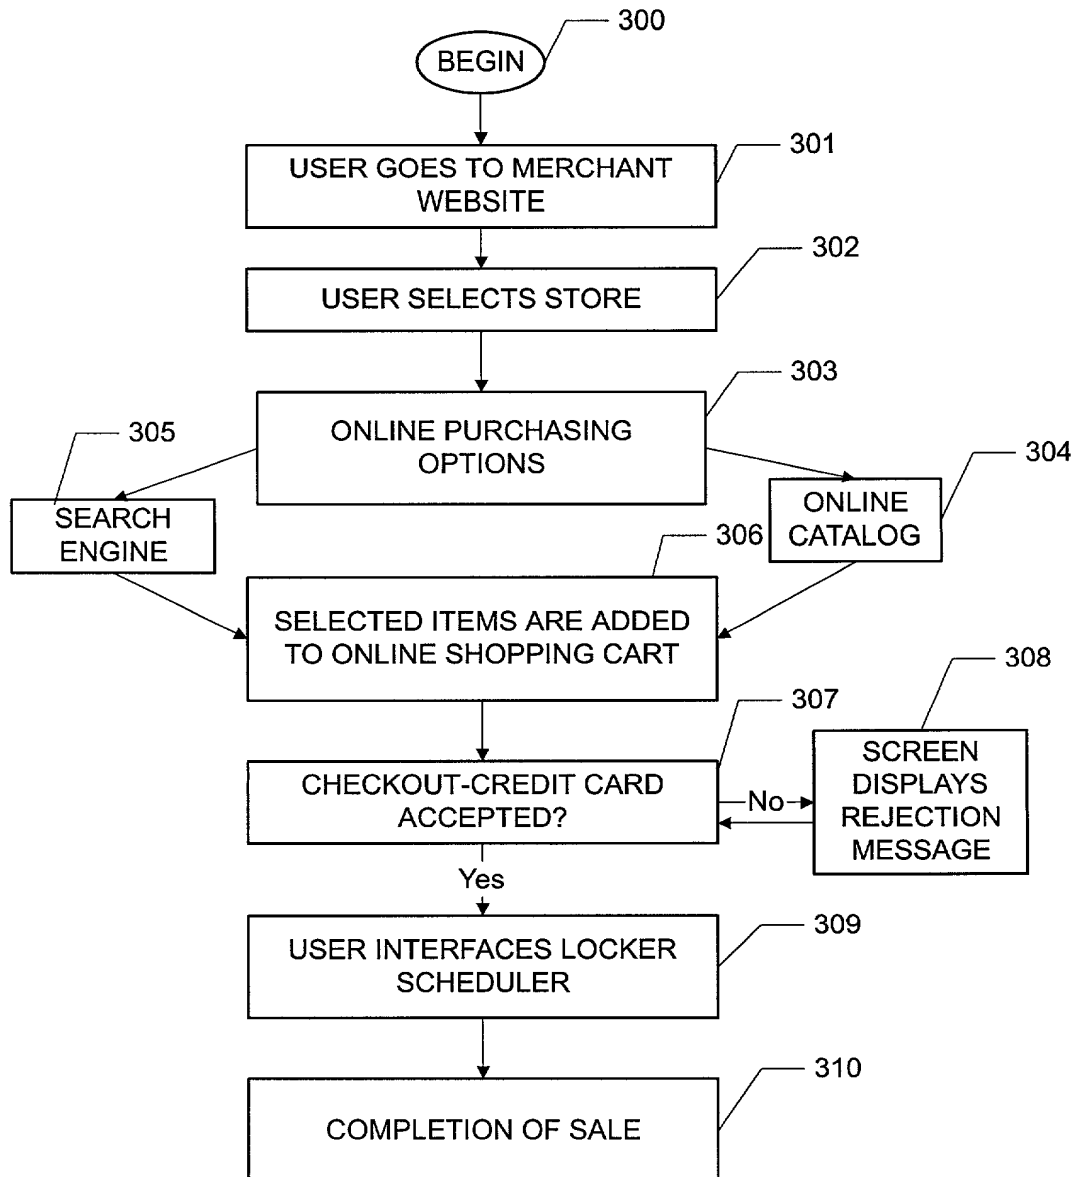 300
BEGIN
301
USER GOES TO MERCHANT
WEBSITE
302
USER SELECTS STORE
303
ONLINE PURCHASING
OPTIONS
305
SEARCH
ENGINE
304
ONLINE
CATALOG
306
SELECTED ITEMS ARE ADDED
TO ONLINE SHOPPING CART
307
CHECKOUT-CREDIT CARD
ACCEPTED?
No
308
SCREEN
DISPLAYS
REJECTION
MESSAGE
Yes
309
USER INTERFACES LOCKER
SCHEDULER
310
COMPLETION OF SALE